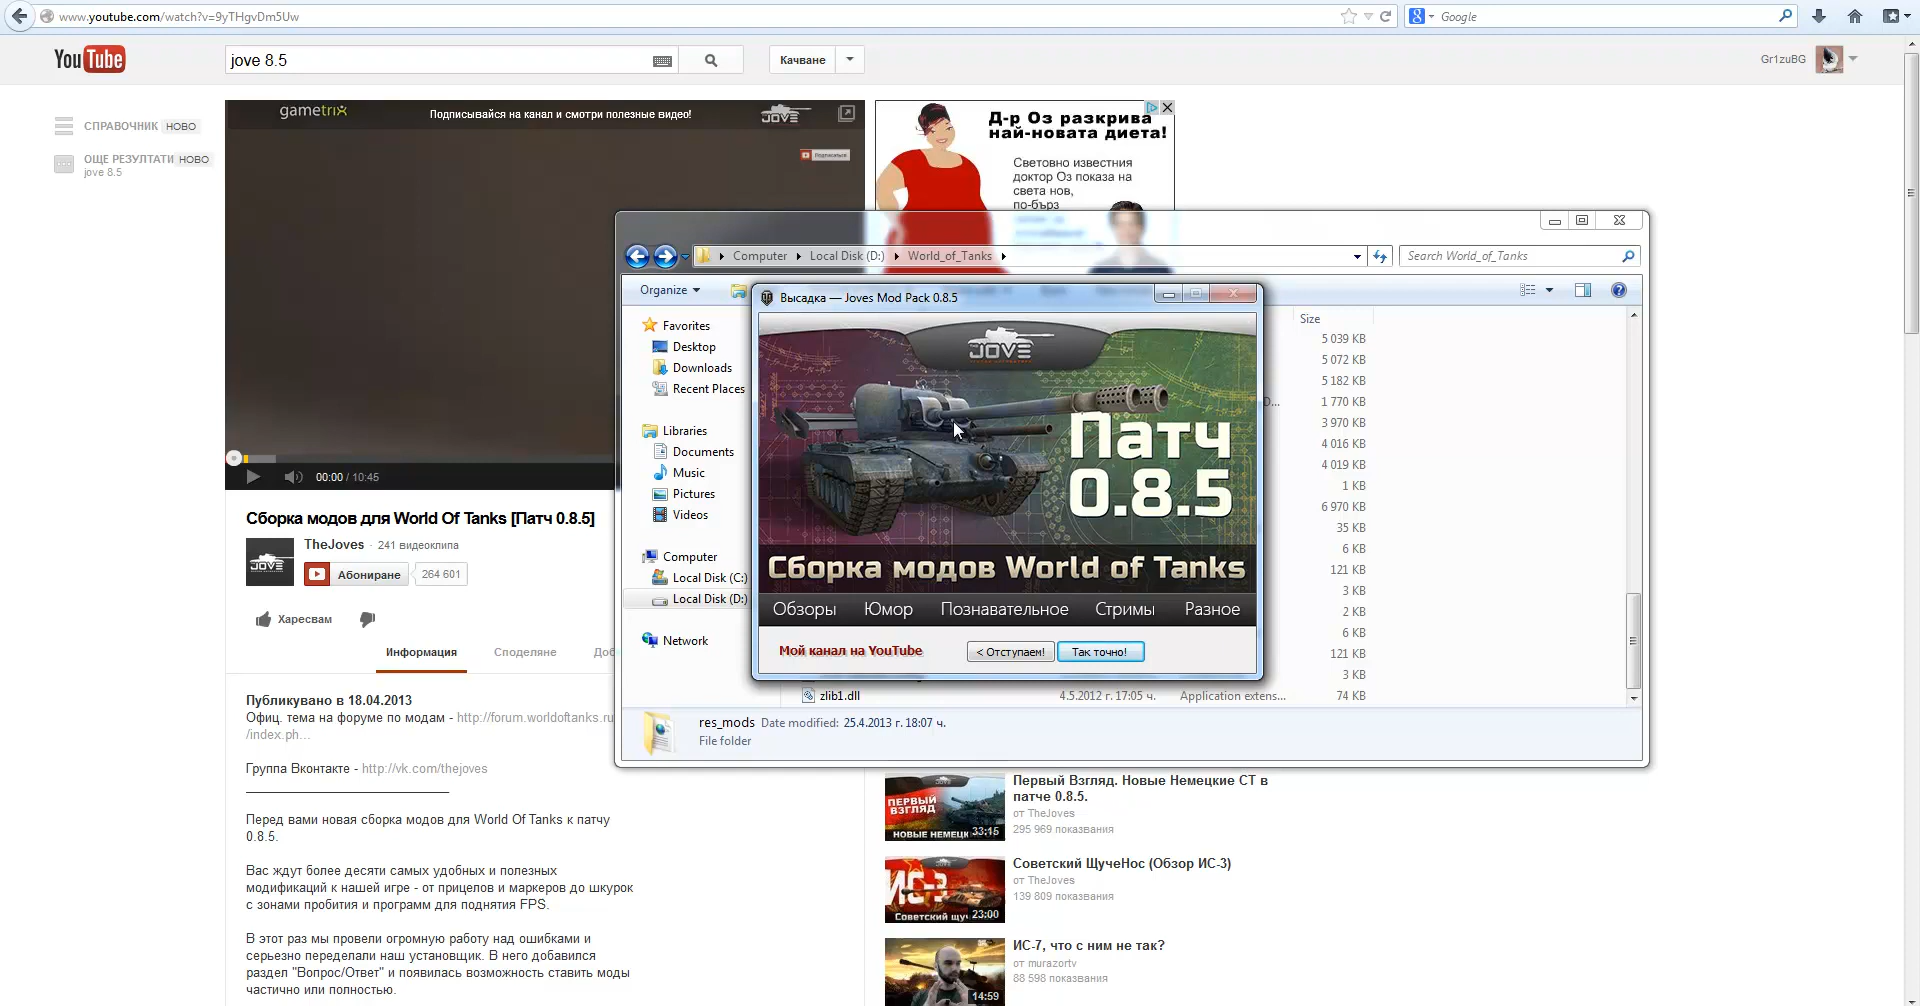 www.youtube.com/watch?v=9yTHgvDm5Uw
Google
YouTube
jove 8.5
Качване
Gr1zuBG
СПРАВОЧНИК НОВО
ОЩЕ РЕЗУЛТАТИ НОВО
jove 8.5
gametrix
Подписывайся на канал и смотри полезные видео!
JOVE
Подписаться
00:00 / 10:45
Д-р Оз разкрива
най-новата диета!
Световно известния
доктор Оз показа на
света нов,
по-бърз
Computer
Local Disk (D:)
World_of_Tanks
Search World_of_Tanks
Organize
Favorites
Desktop
Downloads
Recent Places
Libraries
Documents
Music
Pictures
Videos
Computer
Local Disk (C:)
Local Disk (D:)
Network
Size
5 039 KB
5 072 KB
5 182 KB
D... 1 770 KB
3 970 KB
4 016 KB
4 019 KB
1 KB
6 970 KB
35 KB
6 KB
121 KB
3 KB
2 KB
6 KB
121 KB
3 KB
zlib1.dll 4.5.2012 г. 17:05 ч. Application extens... 74 KB
res_mods Date modified: 25.4.2013 г. 18:07 ч.
File folder
Высадка — Joves Mod Pack 0.8.5
JOVE
Патч
0.8.5
Сборка модов World of Tanks
Обзоры Юмор Познавательное Стримы Разное
Мой канал на YouTube
< Отступаем!
Так точно!
Сборка модов для World Of Tanks [Патч 0.8.5]
JOVE
TheJoves · 241 видеоклипа
Абониране 264 601
Харесвам
Информация Споделяне Доб
Публикувано в 18.04.2013
Офиц. тема на форуме по модам - http://forum.worldoftanks.ru
/index.ph...
Группа Вконтакте - http://vk.com/thejoves
Перед вами новая сборка модов для World Of Tanks к патчу
0.8.5.
Вас ждут более десяти самых удобных и полезных
модификаций к нашей игре - от прицелов и маркеров до шкурок
с зонами пробития и программ для поднятия FPS.
В этот раз мы провели огромную работу над ошибками и
серьезно переделали наш установщик. В него добавился
раздел "Вопрос/Ответ" и появилась возможность ставить моды
частично или полностью.
ПЕРВЫЙ
ВЗГЛЯД
НОВЫЕ НЕМЕЦК
33:15
Первый Взгляд. Новые Немецкие СТ в
патче 0.8.5.
от TheJoves
295 969 показвания
ИС-3
Советский щуч
23:00
Советский ЩучеНос (Обзор ИС-3)
от TheJoves
139 809 показвания
14:59
ИС-7, что с ним не так?
от murazortv
88 598 показвания